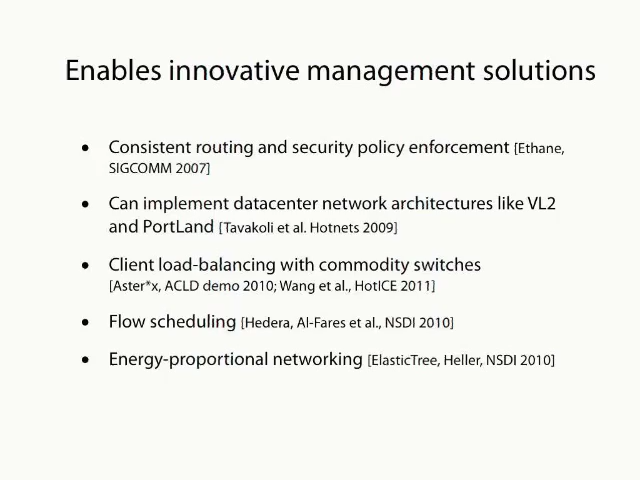 Enables innovative management solutions
• Consistent routing and security policy enforcement [Ethane,
SIGCOMM 2007]
• Can implement datacenter network architectures like VL2
and PortLand [Tavakoli et al. Hotnets 2009]
• Client load-balancing with commodity switches
[Aster*x, ACLD demo 2010; Wang et al., HotICE 2011]
• Flow scheduling [Hedera, Al-Fares et al., NSDI 2010]
• Energy-proportional networking [ElasticTree, Heller, NSDI 2010]